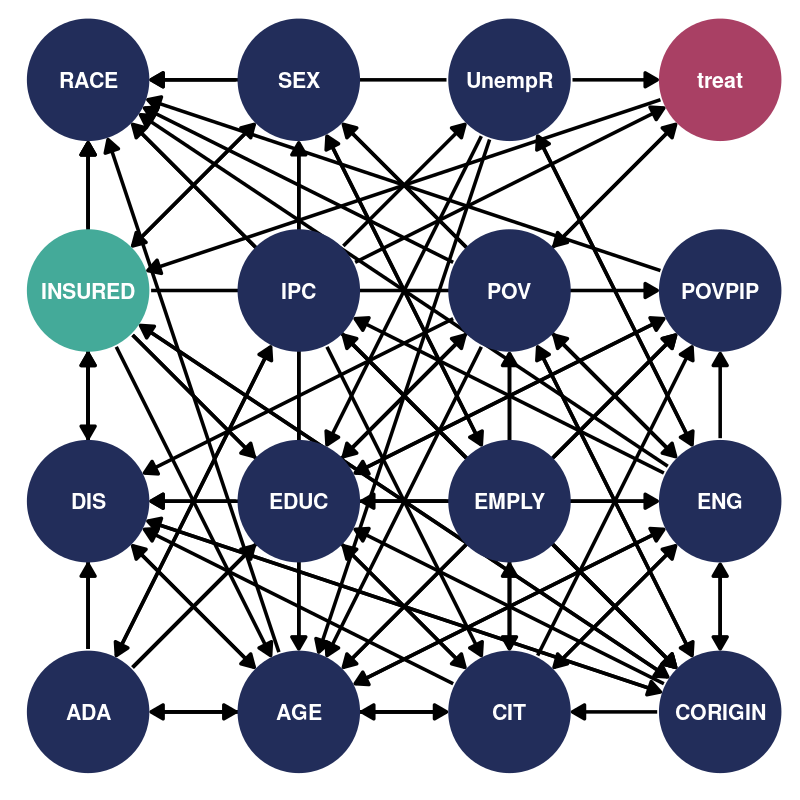 RACE
SEX
UnempR
treat
INSURED
IPC
POV
POVPIP
DIS
EDUC
EMPLY
ENG
ADA
AGE
CIT
CORIGIN